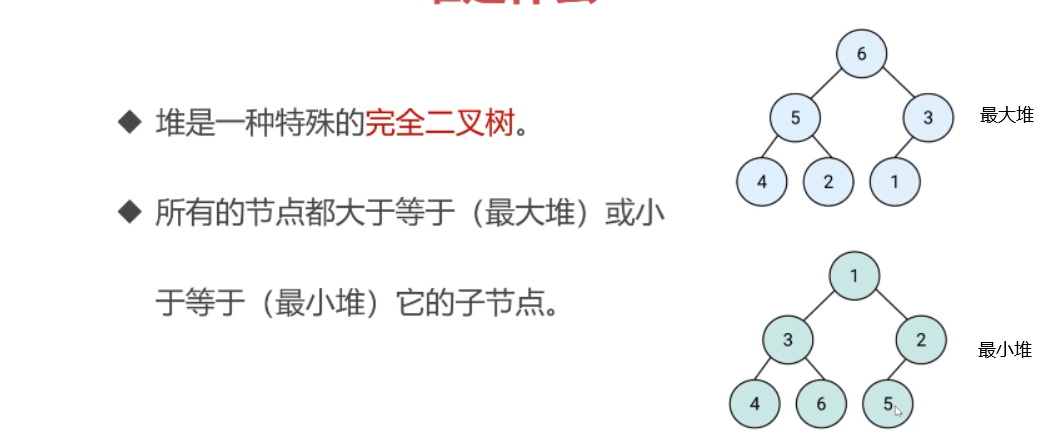 ◆ 堆是一种特殊的完全二叉树。
◆ 所有的节点都大于等于（最大堆）或小
于等于（最小堆）它的子节点。
6
5 3
4 2 1
最大堆
1
3 2
4 6 5
最小堆